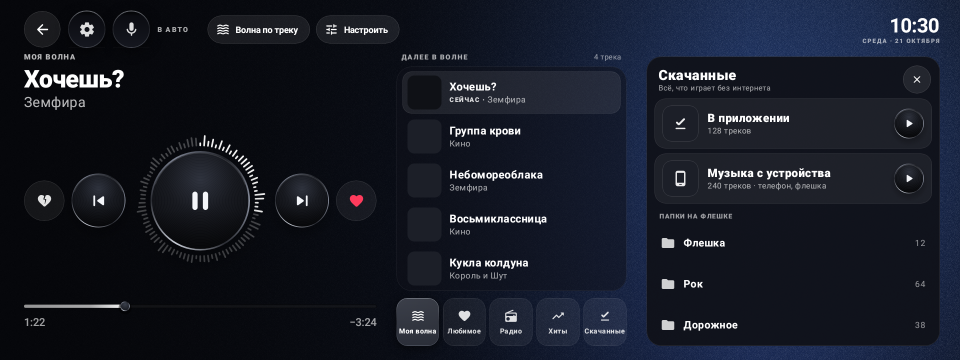 В АВТО
Волна по треку
Настроить
10:30
СРЕДА · 21 ОКТЯБРЯ
МОЯ ВОЛНА
Хочешь?
Земфира
1:22
−3:24
ДАЛЕЕ В ВОЛНЕ
4 трека
Хочешь?
СЕЙЧАС · Земфира
Группа крови
Кино
Небомореоблака
Земфира
Восьмиклассница
Кино
Кукла колдуна
Король и Шут
Моя волна
Любимое
Радио
Хиты
Скачанные
Скачанные
Всё, что играет без интернета
В приложении
128 треков
Музыка с устройства
240 треков · телефон, флешка
ПАПКИ НА ФЛЕШКЕ
Флешка
12
Рок
64
Дорожное
38